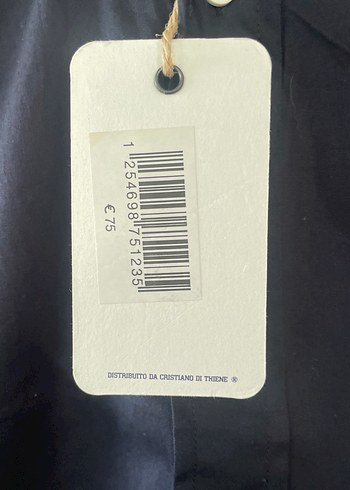 1 254698 751235
€ 75
DISTRIBUITO DA CRISTIANO DI THIENE ®